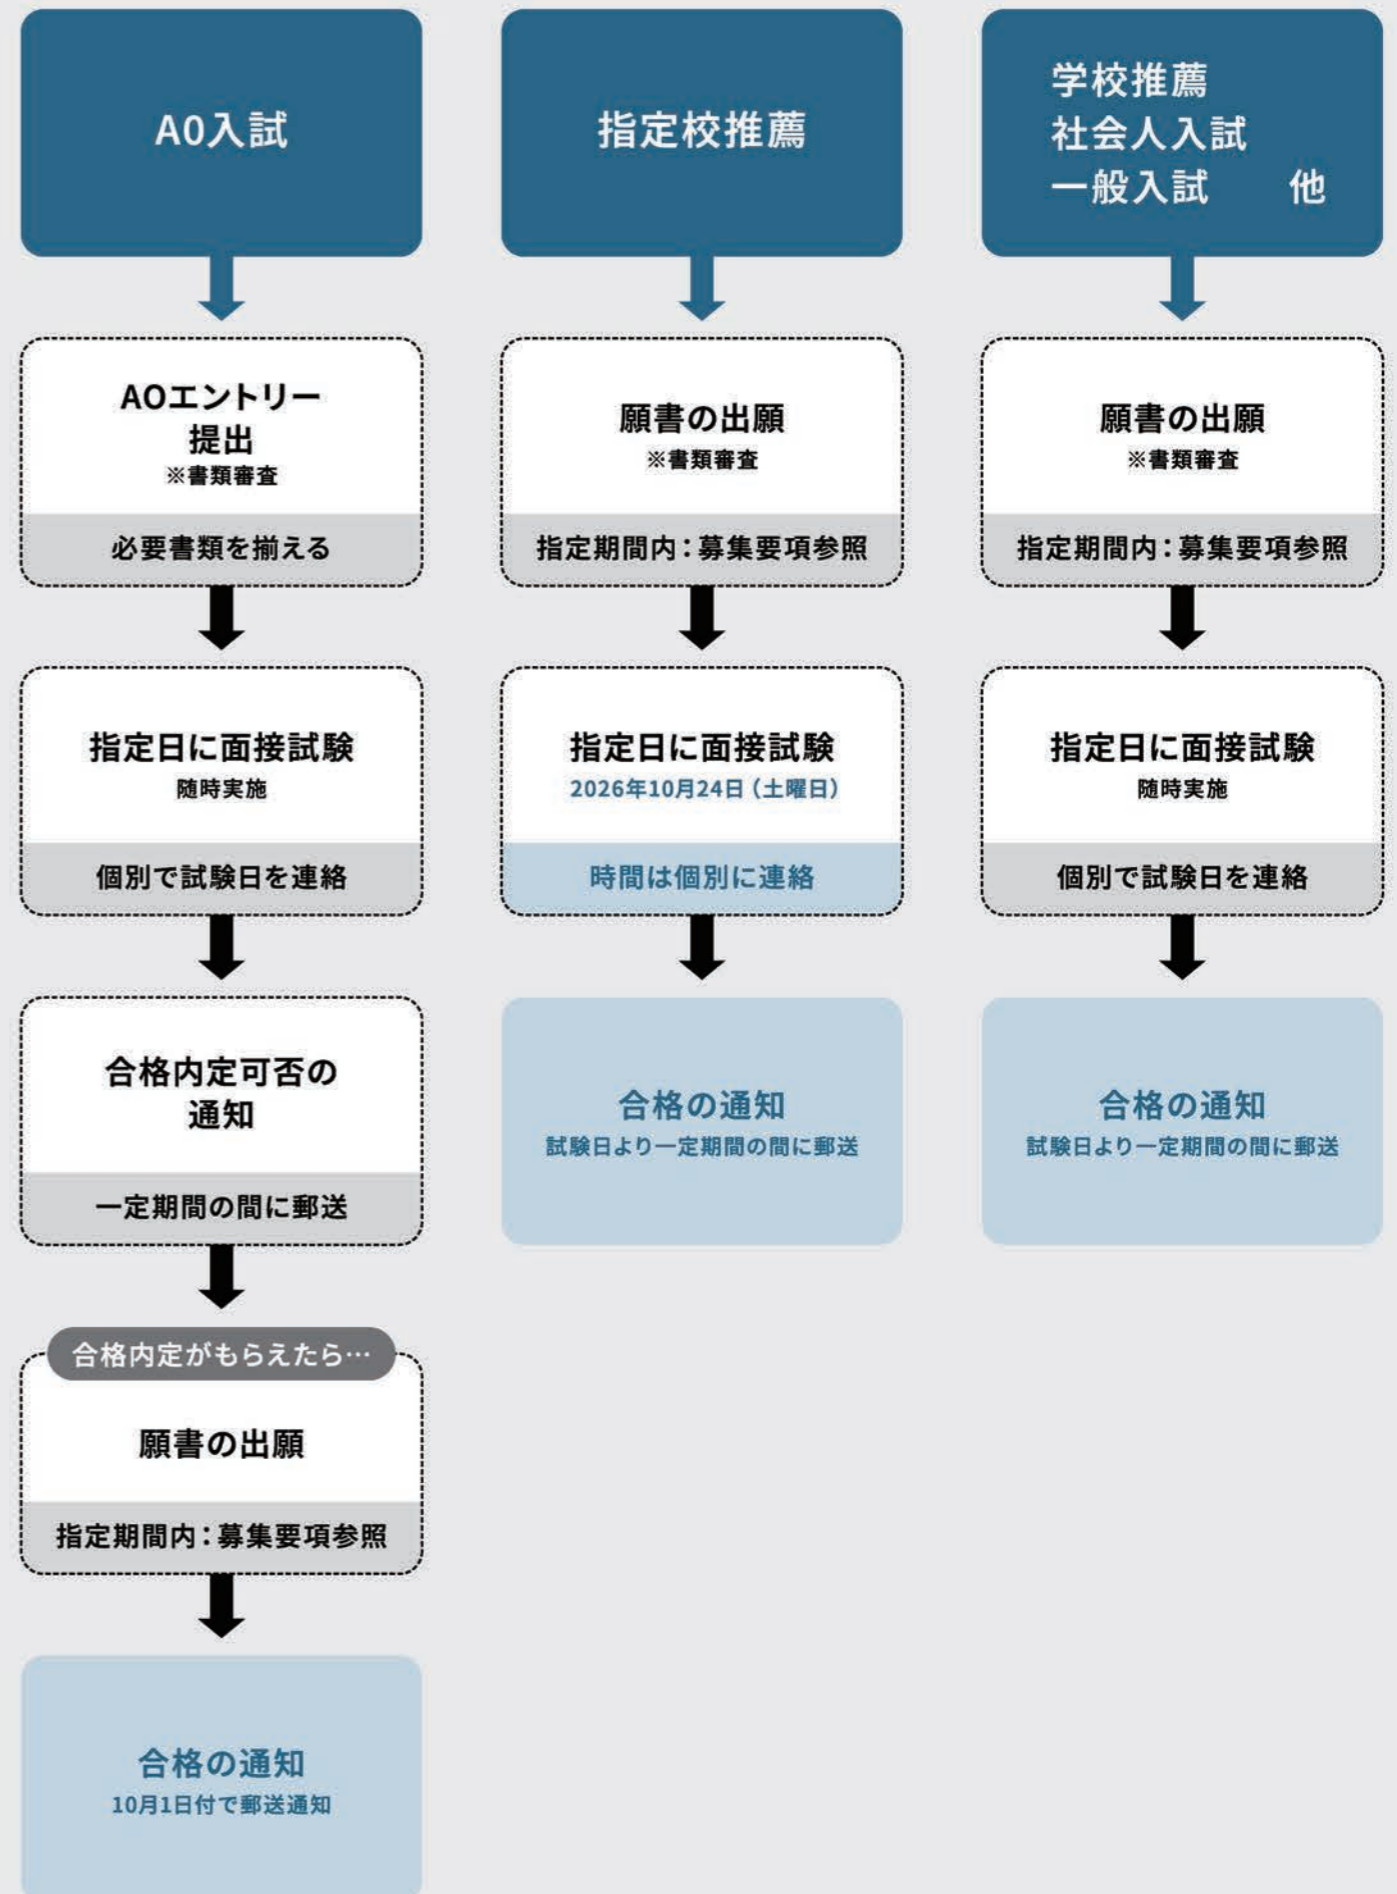 AO入試
AOエントリー
提出
※書類審査
必要書類を揃える
指定日に面接試験
随時実施
個別で試験日を連絡
合格内定可否の
通知
一定期間の間に郵送
合格内定がもらえたら…
願書の出願
指定期間内：募集要項参照
合格の通知
10月1日付で郵送通知
指定校推薦
願書の出願
※書類審査
指定期間内：募集要項参照
指定日に面接試験
2026年10月24日（土曜日）
時間は個別に連絡
合格の通知
試験日より一定期間の間に郵送
学校推薦
社会人入試
一般入試　　他
願書の出願
※書類審査
指定期間内：募集要項参照
指定日に面接試験
随時実施
個別で試験日を連絡
合格の通知
試験日より一定期間の間に郵送